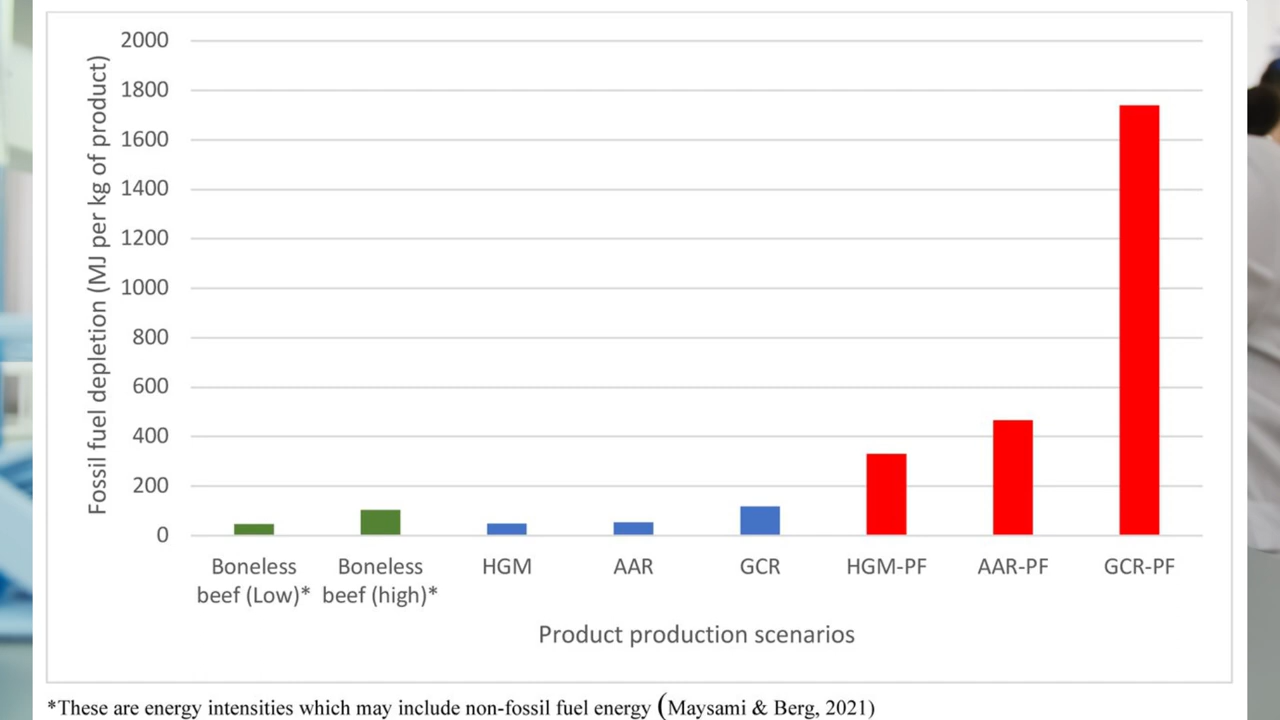 Fossil fuel depletion (MJ per kg of product)
2000
1800
1600
1400
1200
1000
800
600
400
200
0
Boneless beef (Low)*
Boneless beef (high)*
HGM
AAR
GCR
HGM-PF
AAR-PF
GCR-PF
Product production scenarios
*These are energy intensities which may include non-fossil fuel energy (Maysami & Berg, 2021)